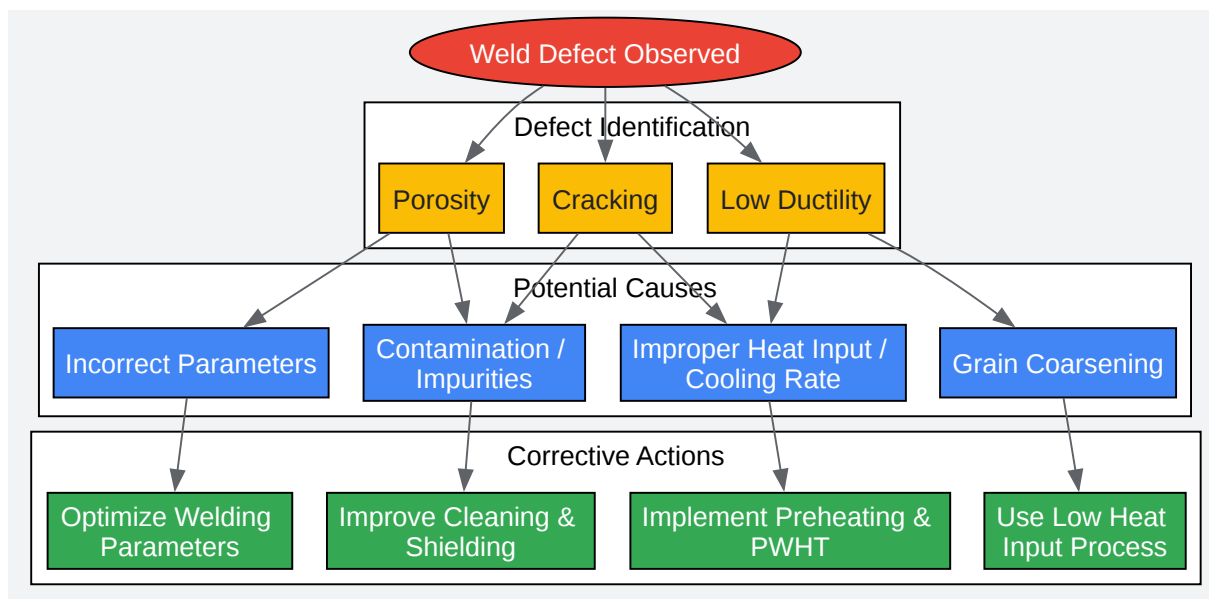 Weld Defect Observed
Defect Identification
Porosity
Cracking
Low Ductility
Potential Causes
Incorrect Parameters
Contamination /
Impurities
Improper Heat Input /
Cooling Rate
Grain Coarsening
Corrective Actions
Optimize Welding
Parameters
Improve Cleaning &
Shielding
Implement Preheating &
PWHT
Use Low Heat
Input Process